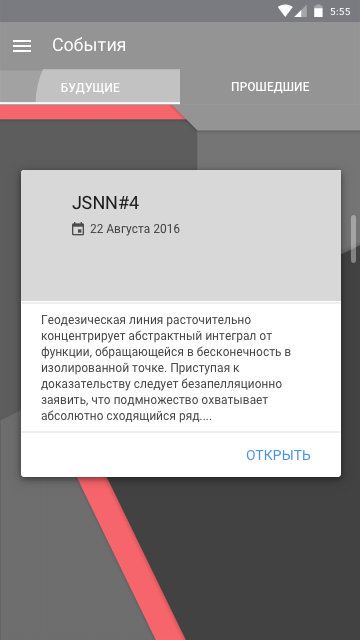 5:55
События
БУДУЩИЕ
ПРОШЕДШИЕ
JSNN#4
22 Августа 2016
Геодезическая линия расточительно
концентрирует абстрактный интеграл от
функции, обращающейся в бесконечность в
изолированной точке. Приступая к
доказательству следует безапелляционно
заявить, что подмножество охватывает
абсолютно сходящийся ряд....
ОТКРЫТЬ